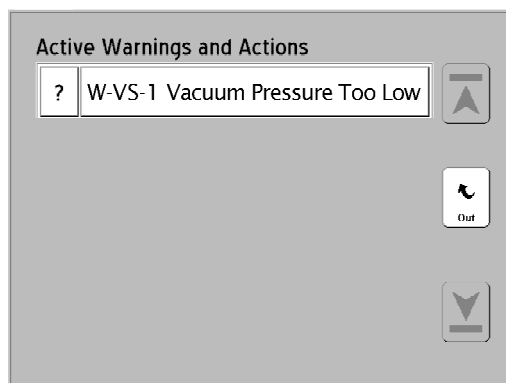 Active Warnings and Actions
? W-VS-1 Vacuum Pressure Too Low
Out